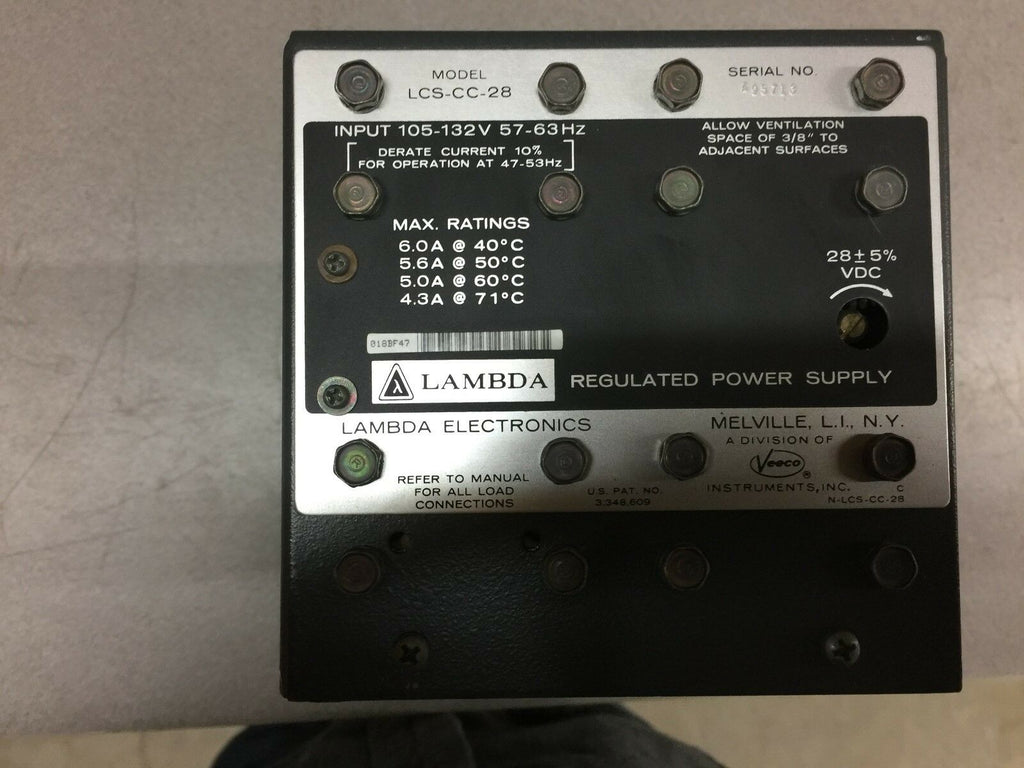 MODEL
LCS-CC-28
SERIAL NO.
INPUT 105-132V 57-63Hz
DERATE CURRENT 10%
FOR OPERATION AT 47-53Hz
ALLOW VENTILATION
SPACE OF 3/8" TO
ADJACENT SURFACES
MAX. RATINGS
6.0A @ 40°C
5.6A @ 50°C
5.0A @ 60°C
4.3A @ 71°C
28±5%
VDC
018BF47
λ LAMBDA
REGULATED POWER SUPPLY
LAMBDA ELECTRONICS
MELVILLE, L.I., N.Y.
A DIVISION OF
Veeco®
INSTRUMENTS, INC.
REFER TO MANUAL
FOR ALL LOAD
CONNECTIONS
U.S. PAT. NO.
3,348,609
C
N-LCS-CC-28